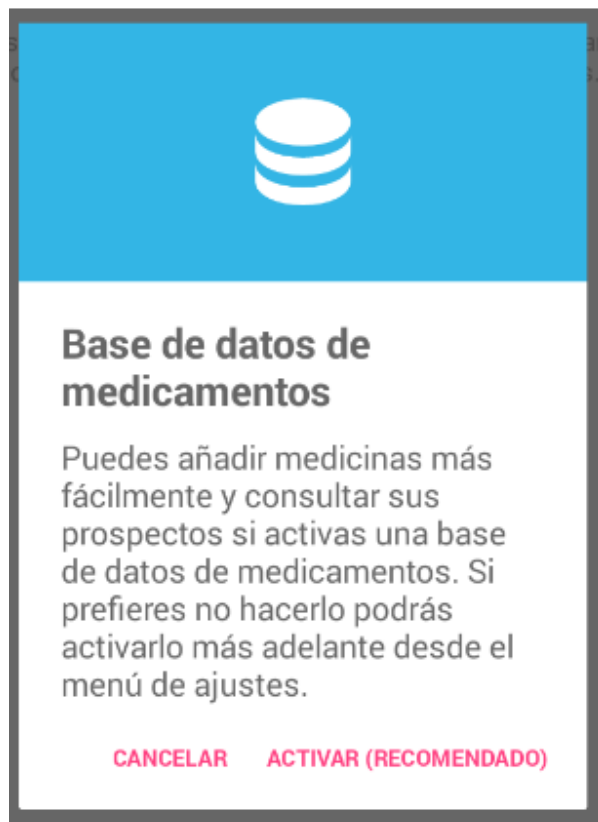 Base de datos de
medicamentos
Puedes añadir medicinas más
fácilmente y consultar sus
prospectos si activas una base
de datos de medicamentos. Si
prefieres no hacerlo podrás
activarlo más adelante desde el
menú de ajustes.
CANCELAR ACTIVAR (RECOMENDADO)